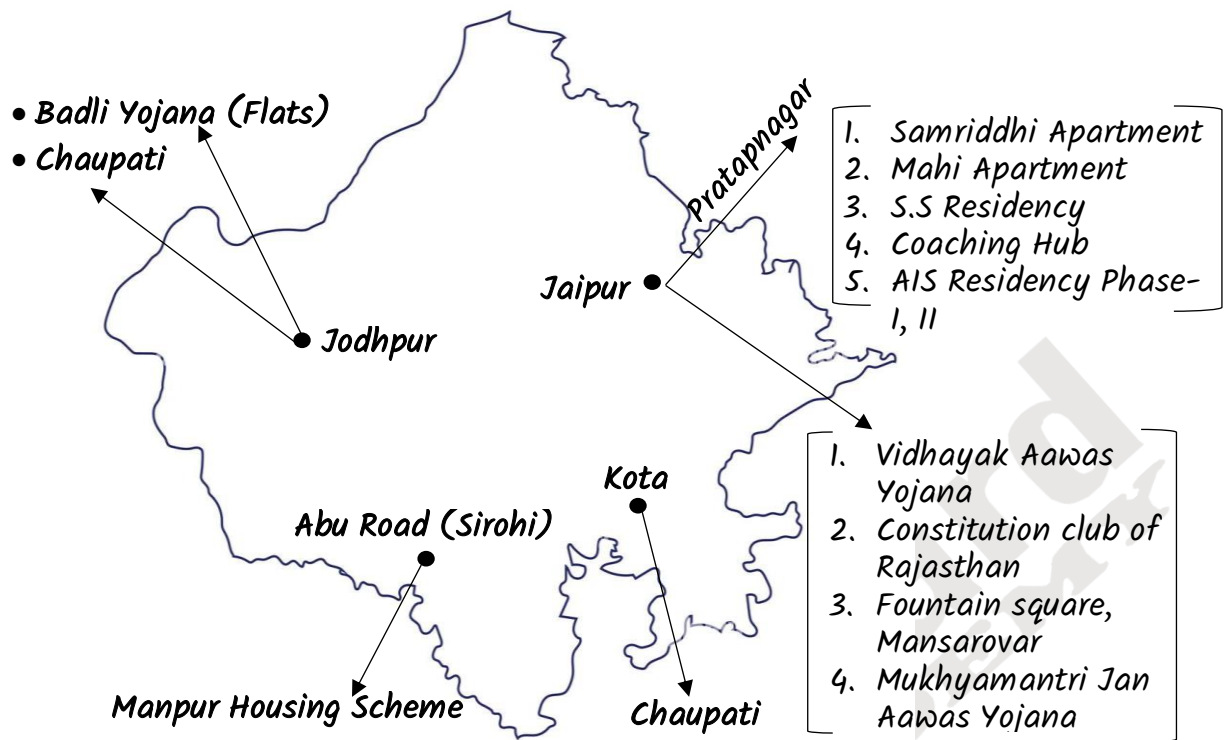 • Badli Yojana (Flats)
• Chaupati
Jodhpur
Pratapnagar
Jaipur
1. Samriddhi Apartment
2. Mahi Apartment
3. S.S Residency
4. Coaching Hub
5. AIS Residency Phase-
I, II
1. Vidhayak Aawas
Yojana
2. Constitution club of
Rajasthan
3. Fountain square,
Mansarovar
4. Mukhyamantri Jan
Aawas Yojana
Kota
Chaupati
Abu Road (Sirohi)
Manpur Housing Scheme